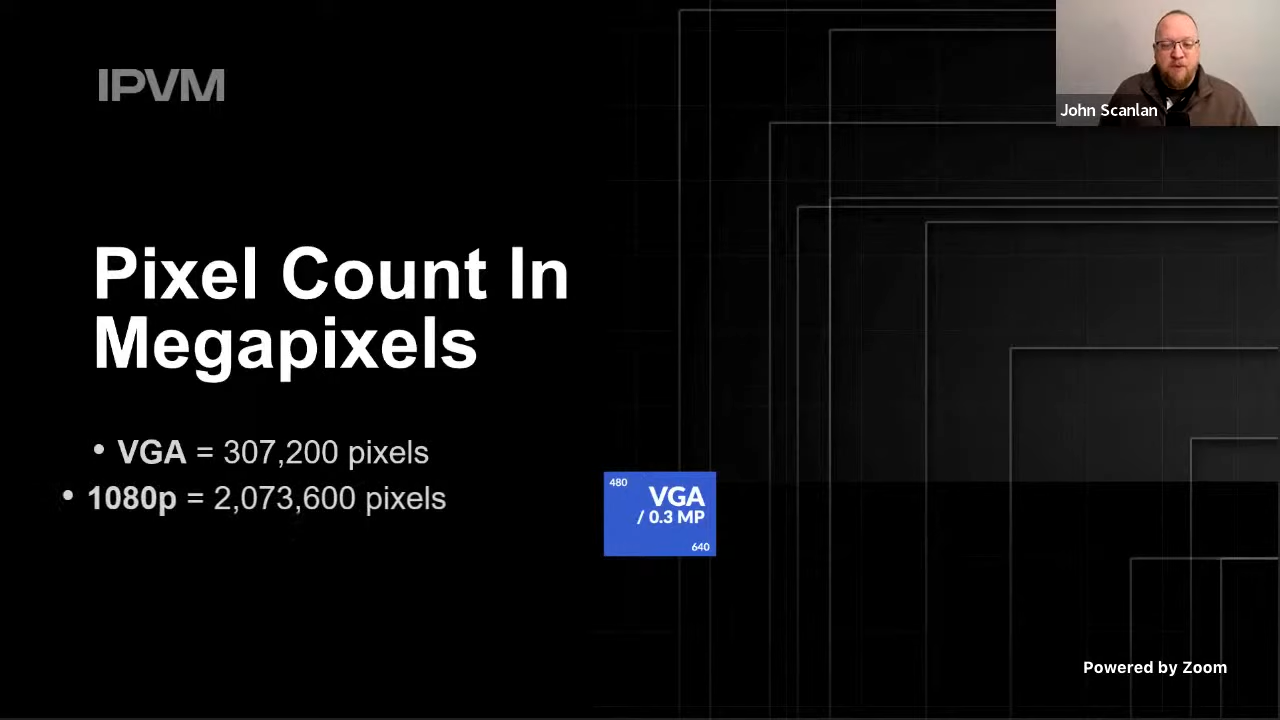 IPVM
John Scanlan
Pixel Count In
Megapixels
• VGA = 307,200 pixels
• 1080p = 2,073,600 pixels
480
VGA
/ 0.3 MP
640
Powered by Zoom